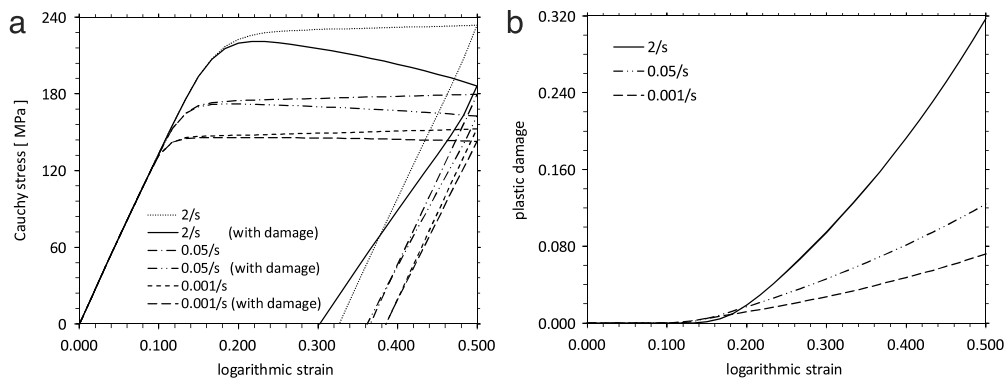 a
240
180
120
60
0
Cauchy stress [ MPa]
2/s
2/s (with damage)
0.05/s
0.05/s (with damage)
0.001/s
0.001/s (with damage)
0.000 0.100 0.200 0.300 0.400 0.500
logarithmic strain
b
0.320
0.240
0.160
0.080
0.000
plastic damage
2/s
0.05/s
0.001/s
0.000 0.100 0.200 0.300 0.400 0.500
logarithmic strain